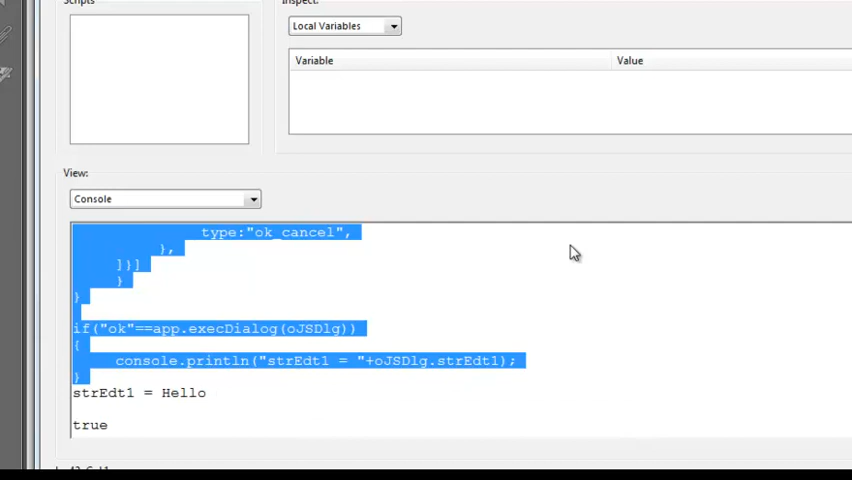 Scripts
Inspect:
Local Variables
Variable Value
View:
Console
type:"ok_cancel",
},
]}]
}
}
if("ok"==app.execDialog(oJSDlg))
{
console.println("strEdt1 = "+oJSDlg.strEdt1);
}
strEdt1 = Hello
true